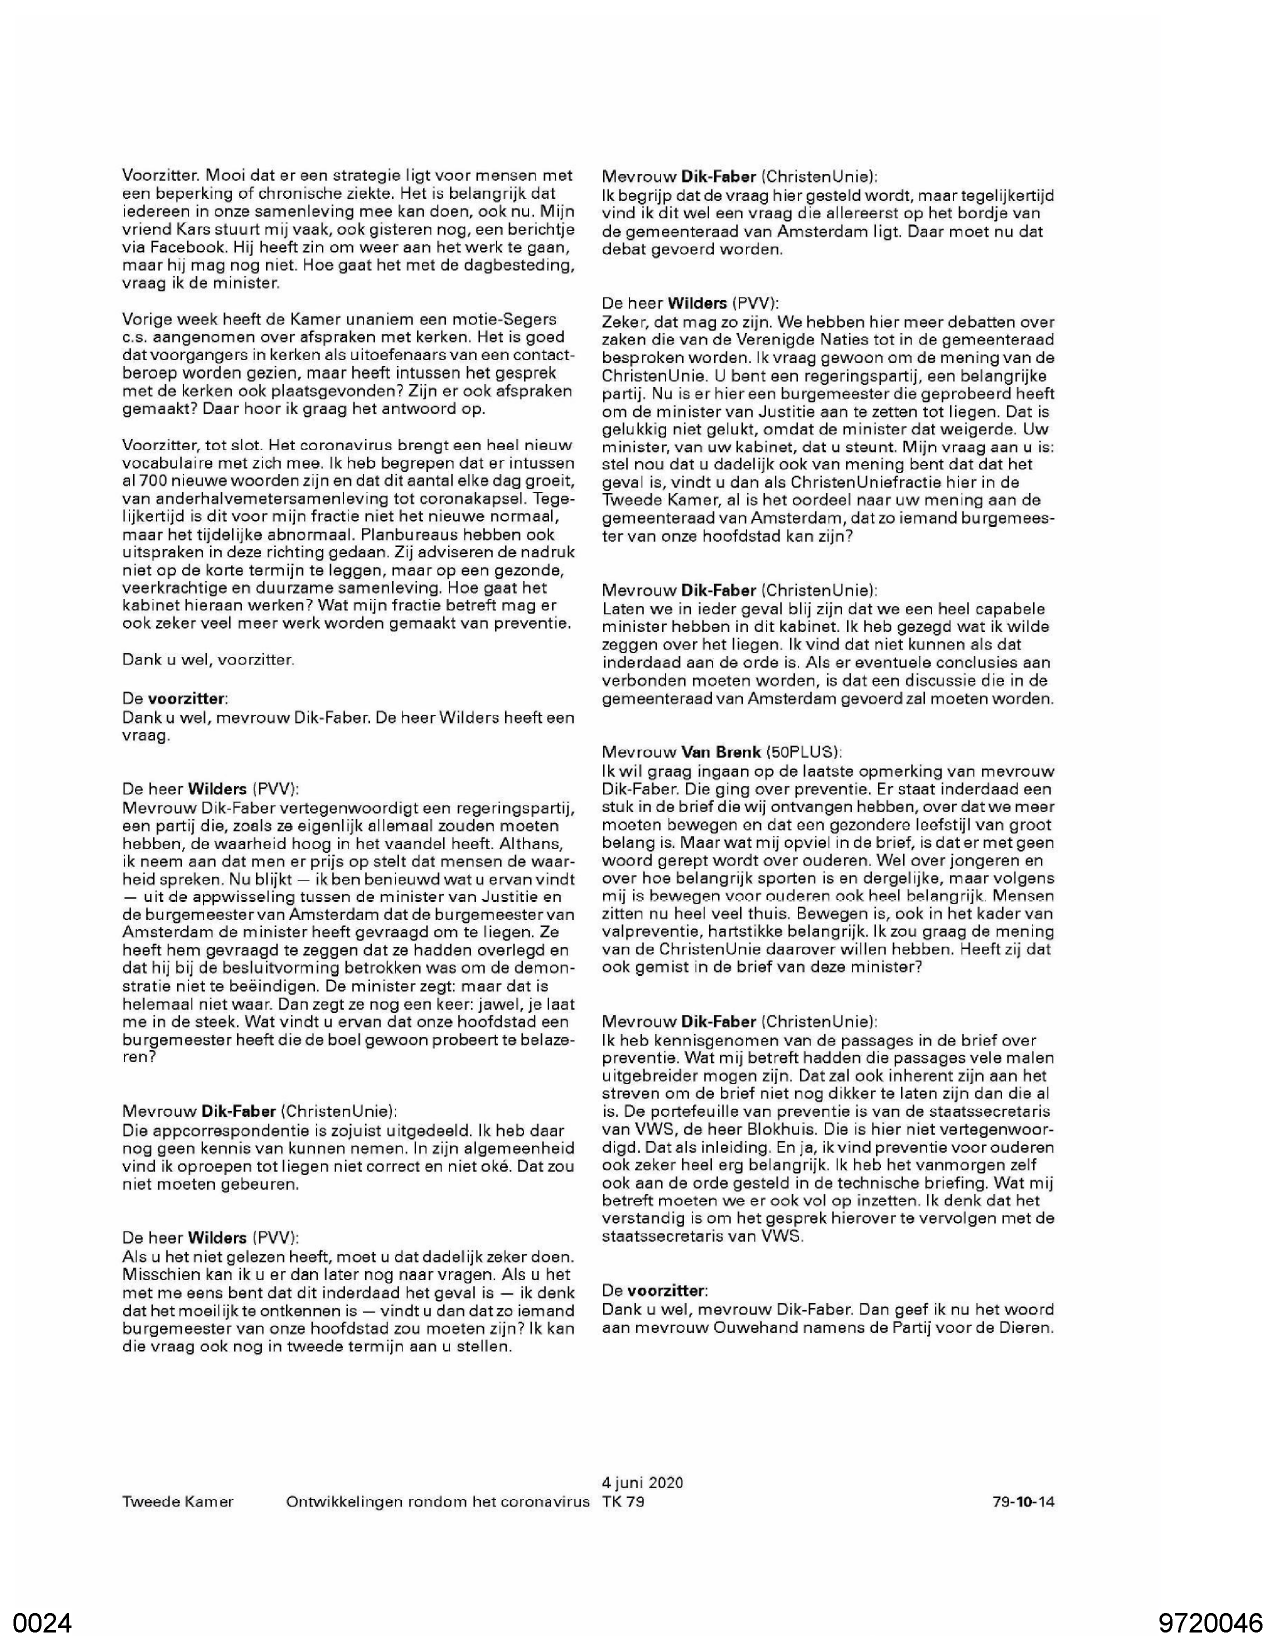 Voorzitter. Mooi dat er een strategie ligt voor mensen met
een beperking of chronische ziekte. Het is belangrijk dat
iedereen in onze samenleving mee kan doen, ook nu. Mijn
vriend Kars stuurt mij vaak, ook gisteren nog, een berichtje
via Facebook. Hij heeft zin om weer aan het werk te gaan,
maar hij mag nog niet. Hoe gaat het met de dagbesteding,
vraag ik de minister.
Vorige week heeft de Kamer unaniem een motie-Segers
c.s. aangenomen over afspraken met kerken. Het is goed
dat voorgangers in kerken als uitoefenaars van een contact-
beroep worden gezien, maar heeft intussen het gesprek
met de kerken ook plaatsgevonden? Zijn er ook afspraken
gemaakt? Daar hoor ik graag het antwoord op.
Voorzitter, tot slot. Het coronavirus brengt een heel nieuw
vocabulaire met zich mee. Ik heb begrepen dat er intussen
al 700 nieuwe woorden zijn en dat dit aantal elke dag groeit,
van anderhalvemetersamenleving tot coronakapsel. Tege-
lijkertijd is dit voor mijn fractie niet het nieuwe normaal,
maar het tijdelijke abnormaal. Planbureaus hebben ook
uitspraken in deze richting gedaan. Zij adviseren de nadruk
niet op de korte termijn te leggen, maar op een gezonde,
veerkrachtige en duurzame samenleving. Hoe gaat het
kabinet hieraan werken? Wat mijn fractie betreft mag er
ook zeker veel meer werk worden gemaakt van preventie.
Dank u wel, voorzitter.
De voorzitter:
Dank u wel, mevrouw Dik-Faber. De heer Wilders heeft een
vraag.
De heer Wilders (PVV):
Mevrouw Dik-Faber vertegenwoordigt een regeringspartij,
een partij die, zoals ze eigenlijk allemaal zouden moeten
hebben, de waarheid hoog in het vaandel heeft. Althans,
ik neem aan dat men er prijs op stelt dat mensen de waar-
heid spreken. Nu blijkt — ik ben benieuwd wat u ervan vindt
— uit de appwisseling tussen de minister van Justitie en
de burgemeester van Amsterdam dat de burgemeester van
Amsterdam de minister heeft gevraagd om te liegen. Ze
heeft hem gevraagd te zeggen dat ze hadden overlegd en
dat hij bij de besluitvorming betrokken was om de demon-
stratie niet te beëindigen. De minister zegt: maar dat is
helemaal niet waar. Dan zegt ze nog een keer: jawel, je laat
me in de steek. Wat vindt u ervan dat onze hoofdstad een
burgemeester heeft die de boel gewoon probeert te belaze-
ren?
Mevrouw Dik-Faber (ChristenUnie):
Die appcorrespondentie is zojuist uitgedeeld. Ik heb daar
nog geen kennis van kunnen nemen. In zijn algemeenheid
vind ik oproepen tot liegen niet correct en niet oké. Dat zou
niet moeten gebeuren.
De heer Wilders (PVV):
Als u het niet gelezen heeft, moet u dat dadelijk zeker doen.
Misschien kan ik u er dan later nog naar vragen. Als u het
met me eens bent dat dit inderdaad het geval is — ik denk
dat het moeilijk te ontkennen is — vindt u dan dat zo iemand
burgemeester van onze hoofdstad zou moeten zijn? Ik kan
die vraag ook nog in tweede termijn aan u stellen.
Mevrouw Dik-Faber (ChristenUnie):
Ik begrijp dat de vraag hier gesteld wordt, maar tegelijkertijd
vind ik dit wel een vraag die allereerst op het bordje van
de gemeenteraad van Amsterdam ligt. Daar moet nu dat
debat gevoerd worden.
De heer Wilders (PVV):
Zeker, dat mag zo zijn. We hebben hier meer debatten over
zaken die van de Verenigde Naties tot in de gemeenteraad
besproken worden. Ik vraag gewoon om de mening van de
ChristenUnie. U bent een regeringspartij, een belangrijke
partij. Nu is er hier een burgemeester die geprobeerd heeft
om de minister van Justitie aan te zetten tot liegen. Dat is
gelukkig niet gelukt, omdat de minister dat weigerde. Uw
minister, van uw kabinet, dat u steunt. Mijn vraag aan u is:
stel nou dat u dadelijk ook van mening bent dat dat het
geval is, vindt u dan als ChristenUniefractie hier in de
Tweede Kamer, al is het oordeel naar uw mening aan de
gemeenteraad van Amsterdam, dat zo iemand burgemees-
ter van onze hoofdstad kan zijn?
Mevrouw Dik-Faber (ChristenUnie):
Laten we in ieder geval blij zijn dat we een heel capabele
minister hebben in dit kabinet. Ik heb gezegd wat ik wilde
zeggen over het liegen. Ik vind dat niet kunnen als dat
inderdaad aan de orde is. Als er eventuele conclusies aan
verbonden moeten worden, is dat een discussie die in de
gemeenteraad van Amsterdam gevoerd zal moeten worden.
Mevrouw Van Brenk (50PLUS):
Ik wil graag ingaan op de laatste opmerking van mevrouw
Dik-Faber. Die ging over preventie. Er staat inderdaad een
stuk in de brief die wij ontvangen hebben, over dat we meer
moeten bewegen en dat een gezondere leefstijl van groot
belang is. Maar wat mij opviel in de brief, is dat er met geen
woord gerept wordt over ouderen. Wel over jongeren en
over hoe belangrijk sporten is en dergelijke, maar volgens
mij is bewegen voor ouderen ook heel belangrijk. Mensen
zitten nu heel veel thuis. Bewegen is, ook in het kader van
valpreventie, hartstikke belangrijk. Ik zou graag de mening
van de ChristenUnie daarover willen hebben. Heeft zij dat
ook gemist in de brief van deze minister?
Mevrouw Dik-Faber (ChristenUnie):
Ik heb kennisgenomen van de passages in de brief over
preventie. Wat mij betreft hadden die passages vele malen
uitgebreider mogen zijn. Dat zal ook inherent zijn aan het
streven om de brief niet nog dikker te laten zijn dan die al
is. De portefeuille van preventie is van de staatssecretaris
van VWS, de heer Blokhuis. Die is hier niet vertegenwoor-
digd. Dat als inleiding. En ja, ik vind preventie voor ouderen
ook zeker heel erg belangrijk. Ik heb het vanmorgen zelf
ook aan de orde gesteld in de technische briefing. Wat mij
betreft moeten we er ook vol op inzetten. Ik denk dat het
verstandig is om het gesprek hierover te vervolgen met de
staatssecretaris van VWS.
De voorzitter:
Dank u wel, mevrouw Dik-Faber. Dan geef ik nu het woord
aan mevrouw Ouwehand namens de Partij voor de Dieren.
4 juni 2020
Tweede Kamer Ontwikkelingen rondom het coronavirus TK 79 79-10-14
0024 9720046